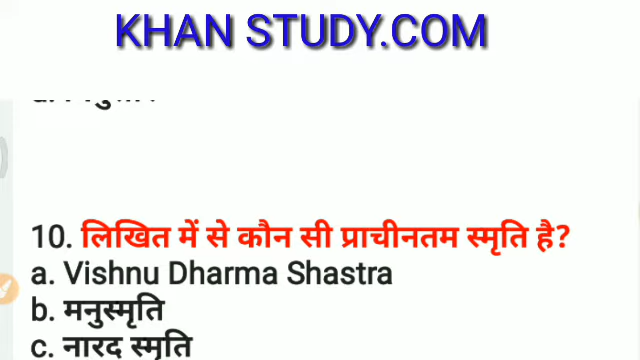 KHAN STUDY.COM
10. लिखित में से कौन सी प्राचीनतम स्मृति है?
a. Vishnu Dharma Shastra
b. मनुस्मृति
c. नारद स्मृति